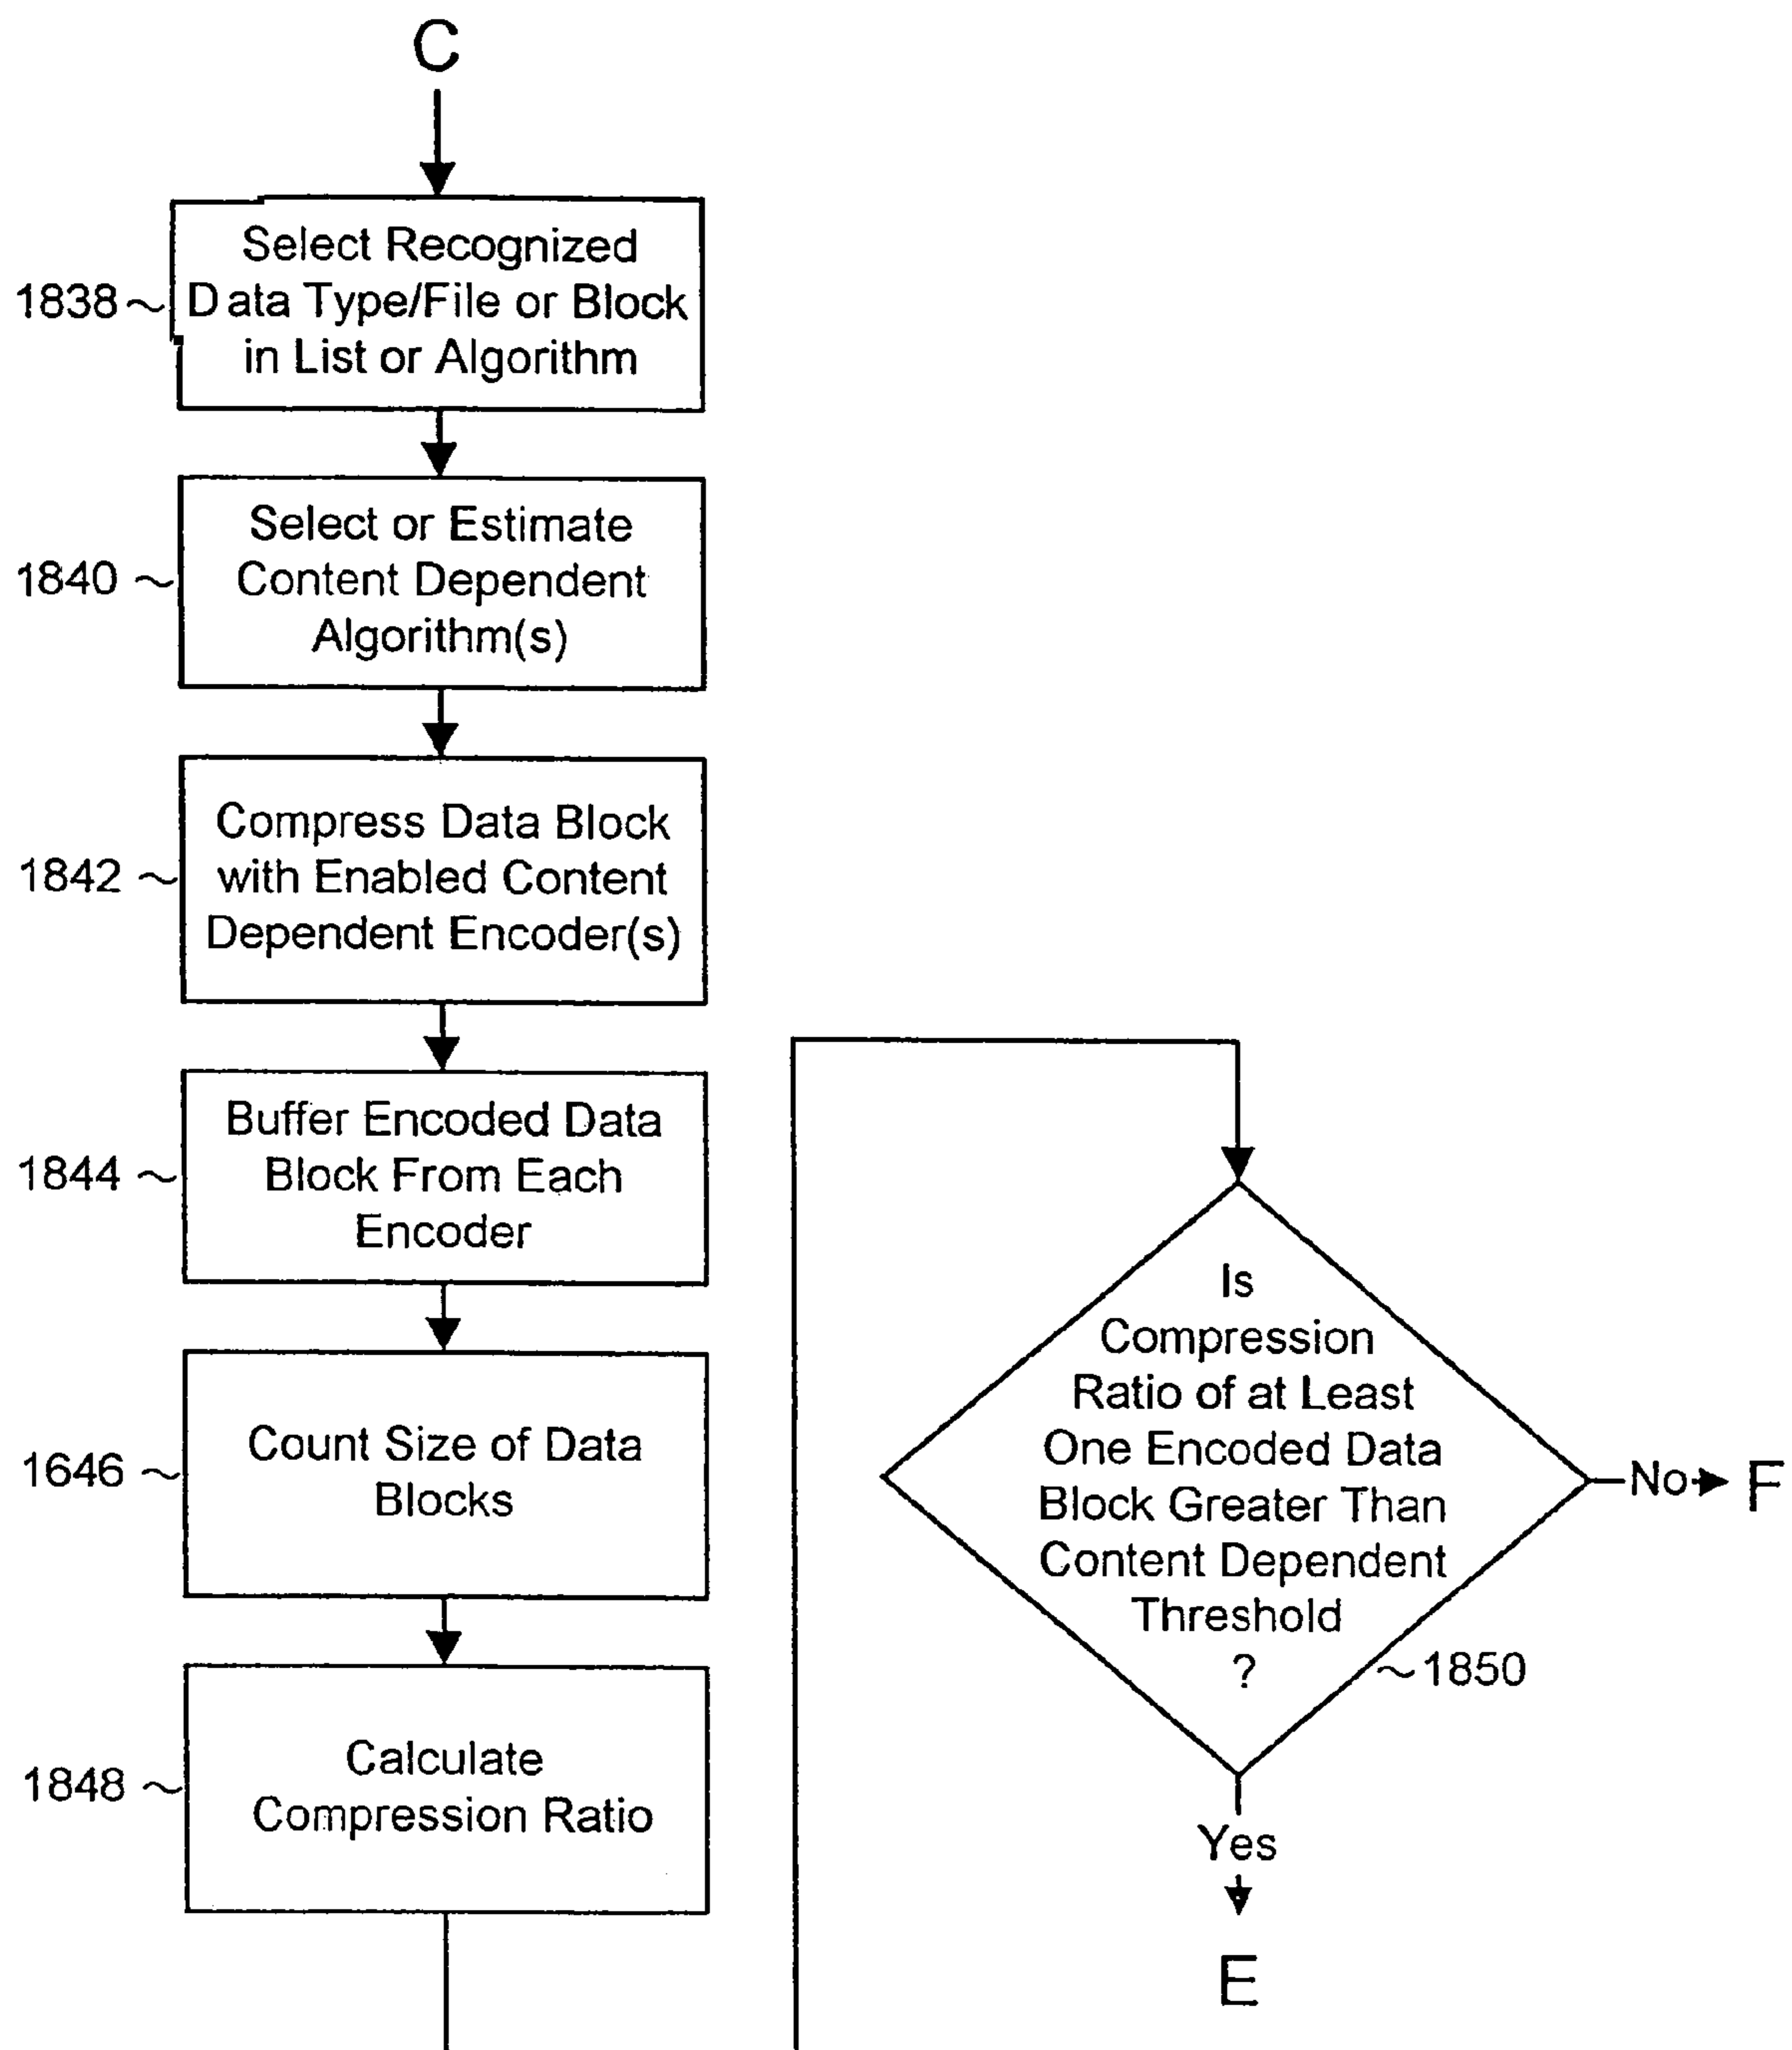 C
1838
Select Recognized
Data Type/File or Block
in List or Algorithm
1840
Select or Estimate
Content Dependent
Algorithm(s)
1842
Compress Data Block
with Enabled Content
Dependent Encoder(s)
1844
Buffer Encoded Data
Block From Each
Encoder
1646
Count Size of Data
Blocks
1848
Calculate
Compression Ratio
Is
Compression
Ratio of at Least
One Encoded Data
Block Greater Than
Content Dependent
Threshold
?
1850
No
F
Yes
E